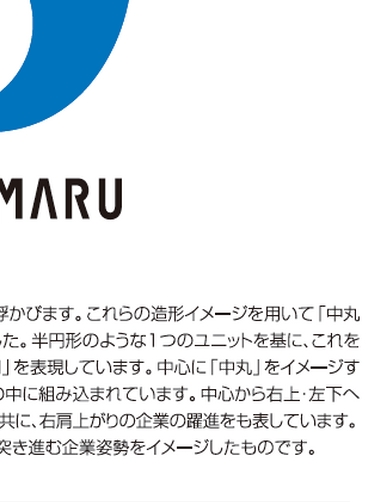 MARU
浮かびます。これらの造形イメージを用いて「中丸
た。半円形のような1つのユニットを基に、これを
」を表現しています。中心に「中丸」をイメージす
の中に組み込まれています。中心から右上・左下へ
共に、右肩上がりの企業の躍進をも表しています。
突き進む企業姿勢をイメージしたものです。